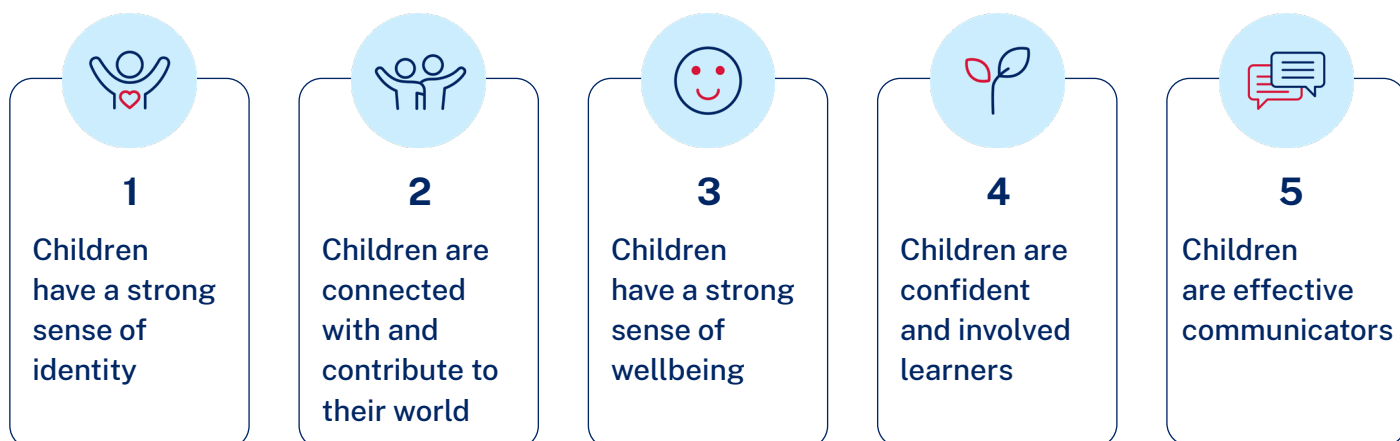 1
Children
have a strong
sense of
identity
2
Children are
connected
with and
contribute to
their world
3
Children
have a strong
sense of
wellbeing
4
Children are
confident
and involved
learners
5
Children
are effective
communicators